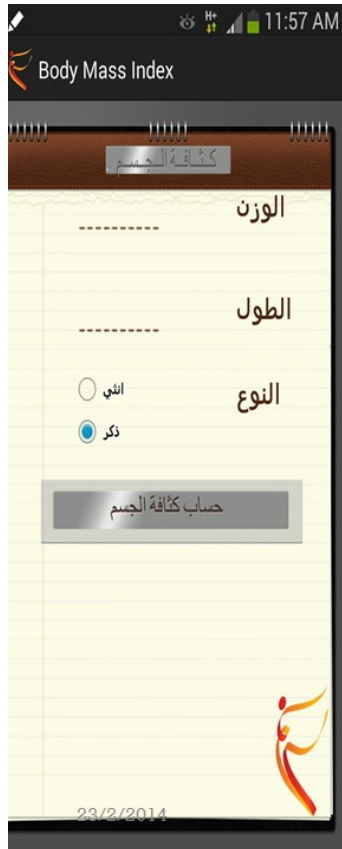 H+ 11:57 AM
Body Mass Index
كثافة الجسم
الوزن
----------
الطول
----------
النوع
انثي
ذكر
حساب كثافة الجسم
23/2/2014